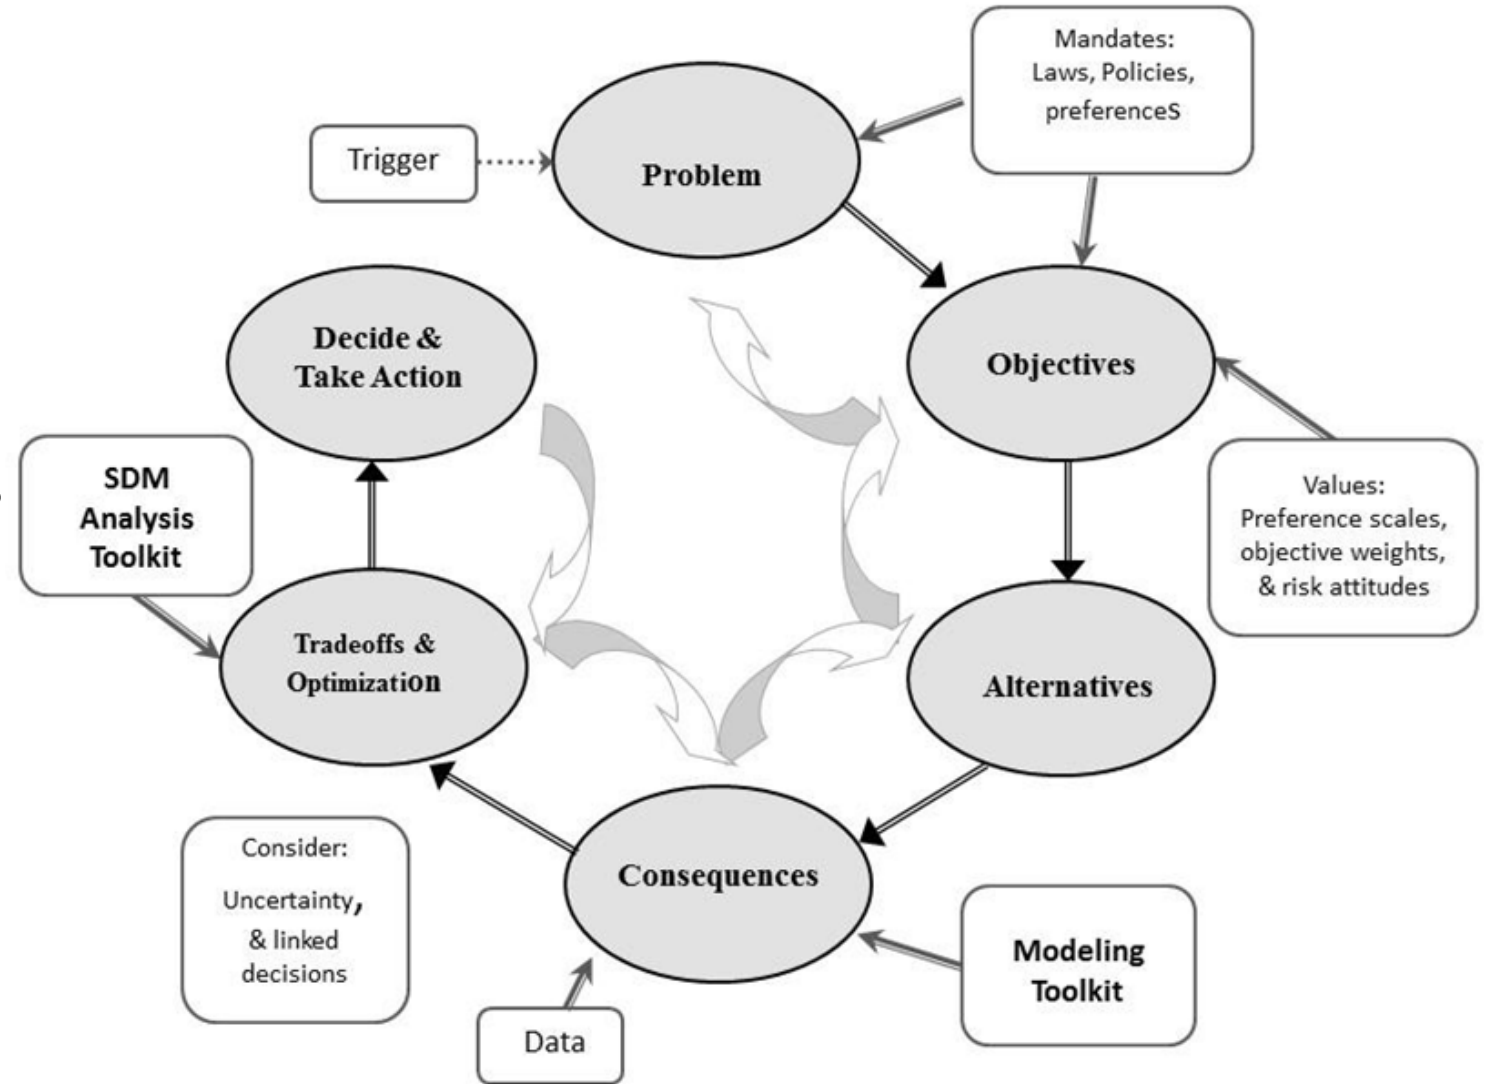 Mandates:
Laws, Policies,
preferences
Trigger
Problem
Decide &
Take Action
Objectives
SDM
Analysis
Toolkit
Values:
Preference scales,
objective weights,
& risk attitudes
Tradeoffs &
Optimization
Alternatives
Consider:
Uncertainty,
& linked
decisions
Consequences
Modeling
Toolkit
Data